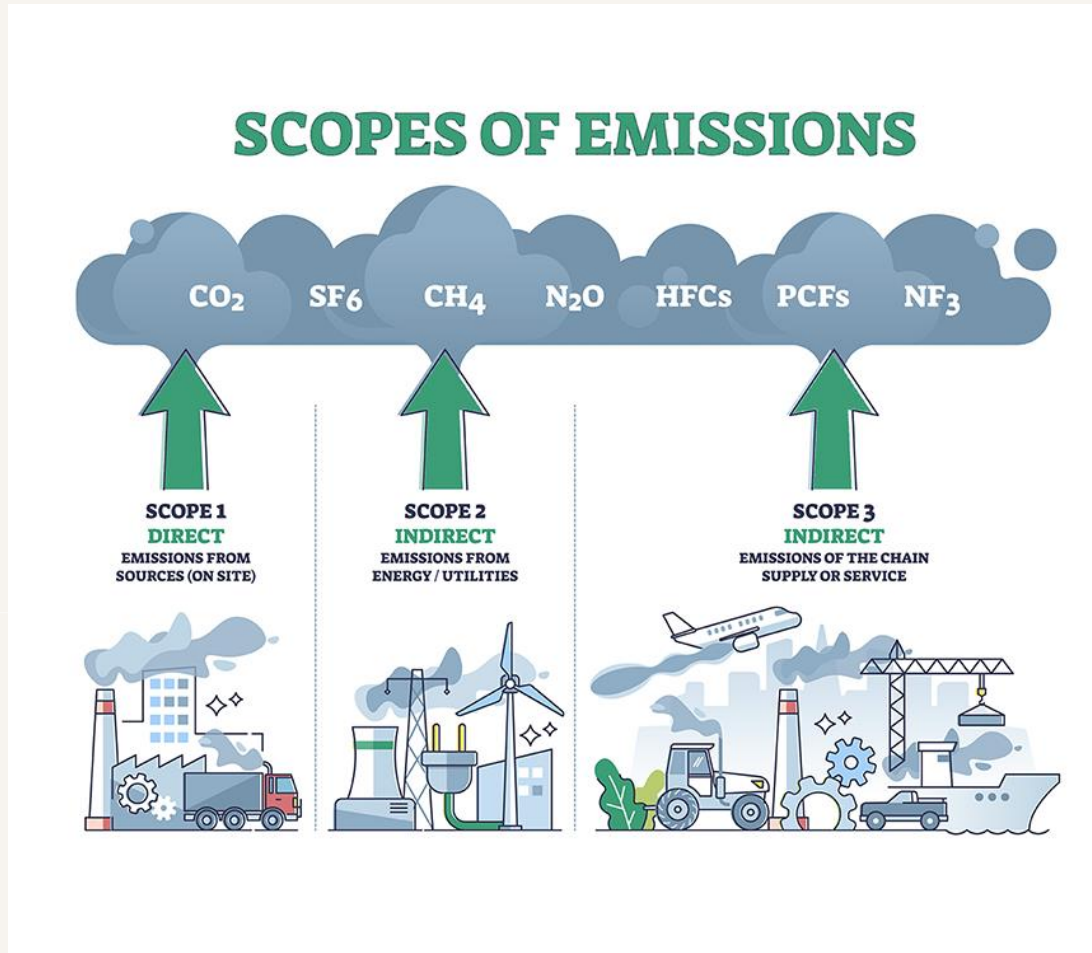 SCOPES OF EMISSIONS
CO₂ SF₆ CH₄ N₂O HFCs PCFs NF₃
SCOPE 1
DIRECT
EMISSIONS FROM
SOURCES (ON SITE)
SCOPE 2
INDIRECT
EMISSIONS FROM
ENERGY / UTILITIES
SCOPE 3
INDIRECT
EMISSIONS OF THE CHAIN
SUPPLY OR SERVICE